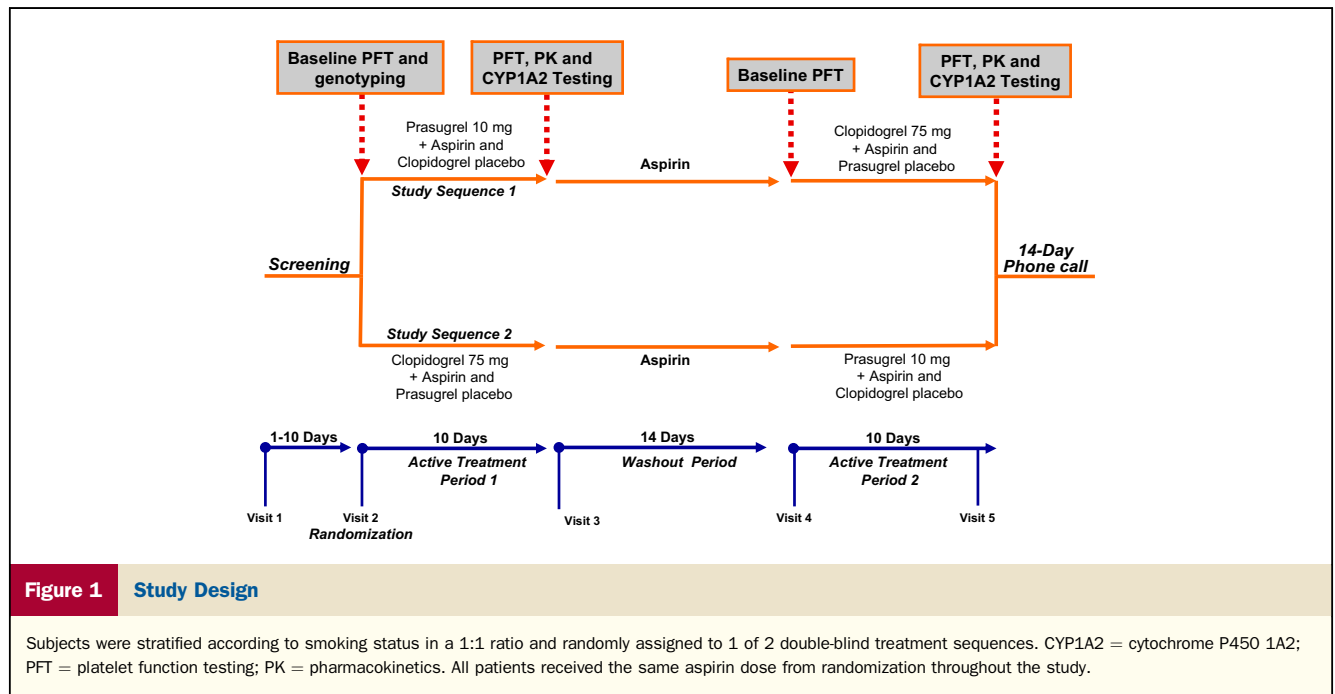 Baseline PFT and
genotyping
PFT, PK and
CYP1A2 Testing
Baseline PFT
PFT, PK and
CYP1A2 Testing
Prasugrel 10 mg
+ Aspirin and
Clopidogrel placebo
Study Sequence 1
Aspirin
Clopidogrel 75 mg
+ Aspirin and
Prasugrel placebo
Screening
14-Day
Phone call
Study Sequence 2
Clopidogrel 75 mg
+ Aspirin and
Prasugrel placebo
Aspirin
Prasugrel 10 mg
+ Aspirin and
Clopidogrel placebo
1-10 Days
10 Days
Active Treatment
Period 1
14 Days
Washout Period
10 Days
Active Treatment
Period 2
Visit 1
Visit 2
Randomization
Visit 3
Visit 4
Visit 5
Figure 1 Study Design
Subjects were stratified according to smoking status in a 1:1 ratio and randomly assigned to 1 of 2 double-blind treatment sequences. CYP1A2 = cytochrome P450 1A2;
PFT = platelet function testing; PK = pharmacokinetics. All patients received the same aspirin dose from randomization throughout the study.